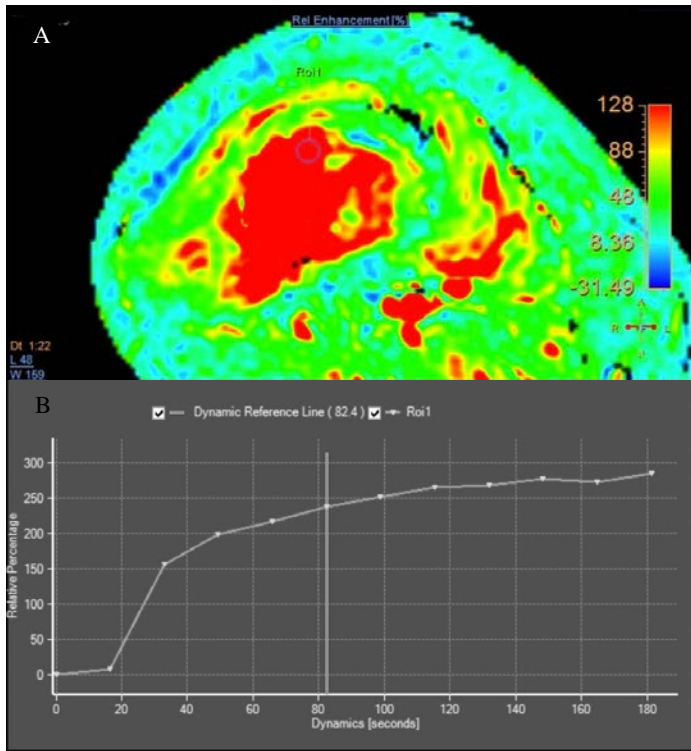 A
Rel Enhancement [%]
Roi1
128
88
48
8.36
-31.49
A
R F L
Dt 1:22
L 48
W 159
B
Dynamic Reference Line ( 82.4 ) Roi1
Relative Percentage
300
250
200
150
100
50
0
0 20 40 60 80 100 120 140 160 180
Dynamics [seconds]